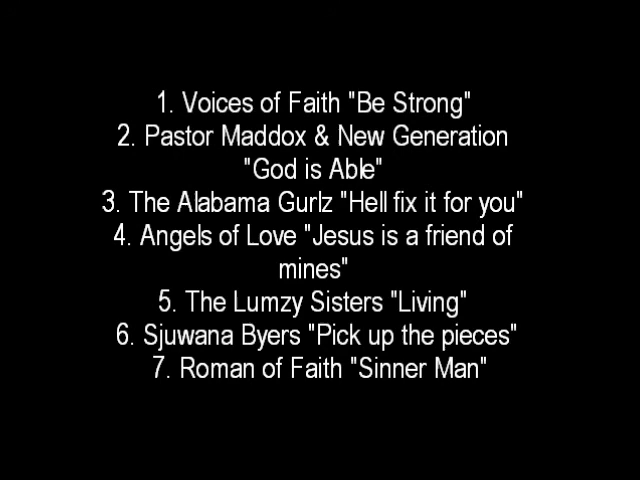 1. Voices of Faith "Be Strong"
2. Pastor Maddox & New Generation
"God is Able"
3. The Alabama Gurlz "Hell fix it for you"
4. Angels of Love "Jesus is a friend of
mines"
5. The Lumzy Sisters "Living"
6. Sjuwana Byers "Pick up the pieces"
7. Roman of Faith "Sinner Man"